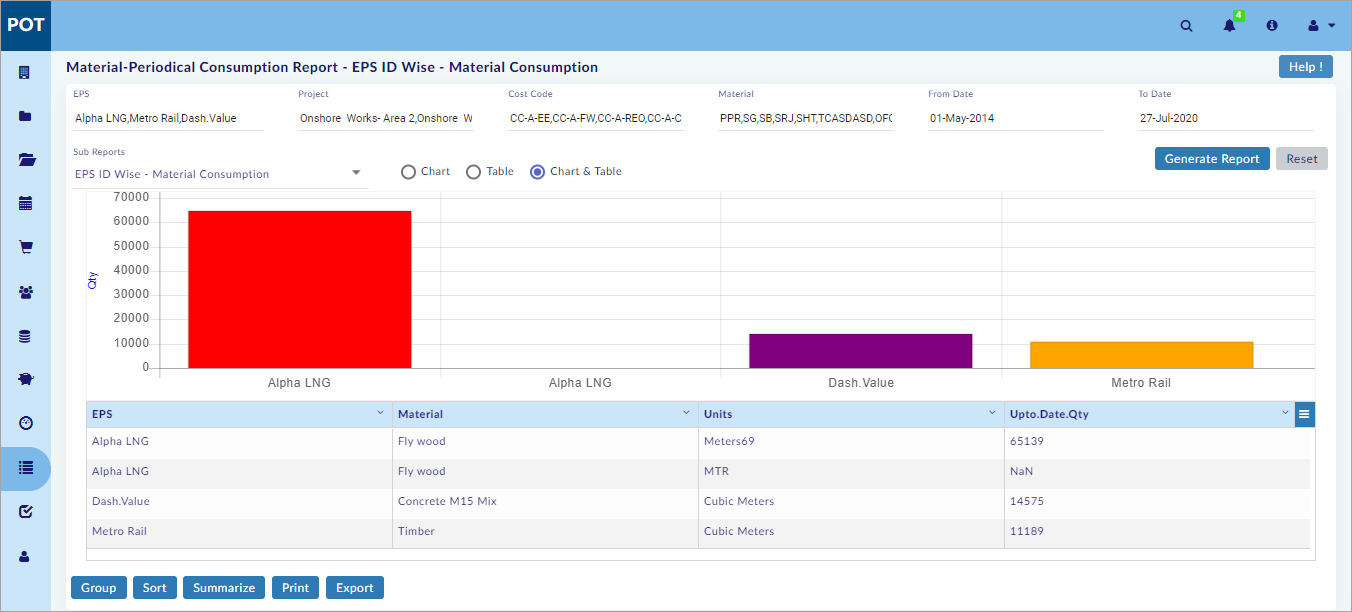 POT
4
Material-Periodical Consumption Report - EPS ID Wise - Material Consumption
Help !
EPS Project Cost Code Material From Date To Date
Alpha LNG,Metro Rail,Dash.Value Onshore Works- Area 2,Onshore W CC-A-EE,CC-A-FW,CC-A-REO,CC-A-C PPR,SG,SB,SRJ,SHT,TCASDASD,OFC 01-May-2014 27-Jul-2020
Sub Reports
EPS ID Wise - Material Consumption Chart Table Chart & Table Generate Report Reset
70000
60000
50000
40000
30000
20000
10000
0
Qty
Alpha LNG Alpha LNG Dash.Value Metro Rail
EPS Material Units Upto.Date.Qty
Alpha LNG Fly wood Meters69 65139
Alpha LNG Fly wood MTR NaN
Dash.Value Concrete M15 Mix Cubic Meters 14575
Metro Rail Timber Cubic Meters 11189
Group Sort Summarize Print Export